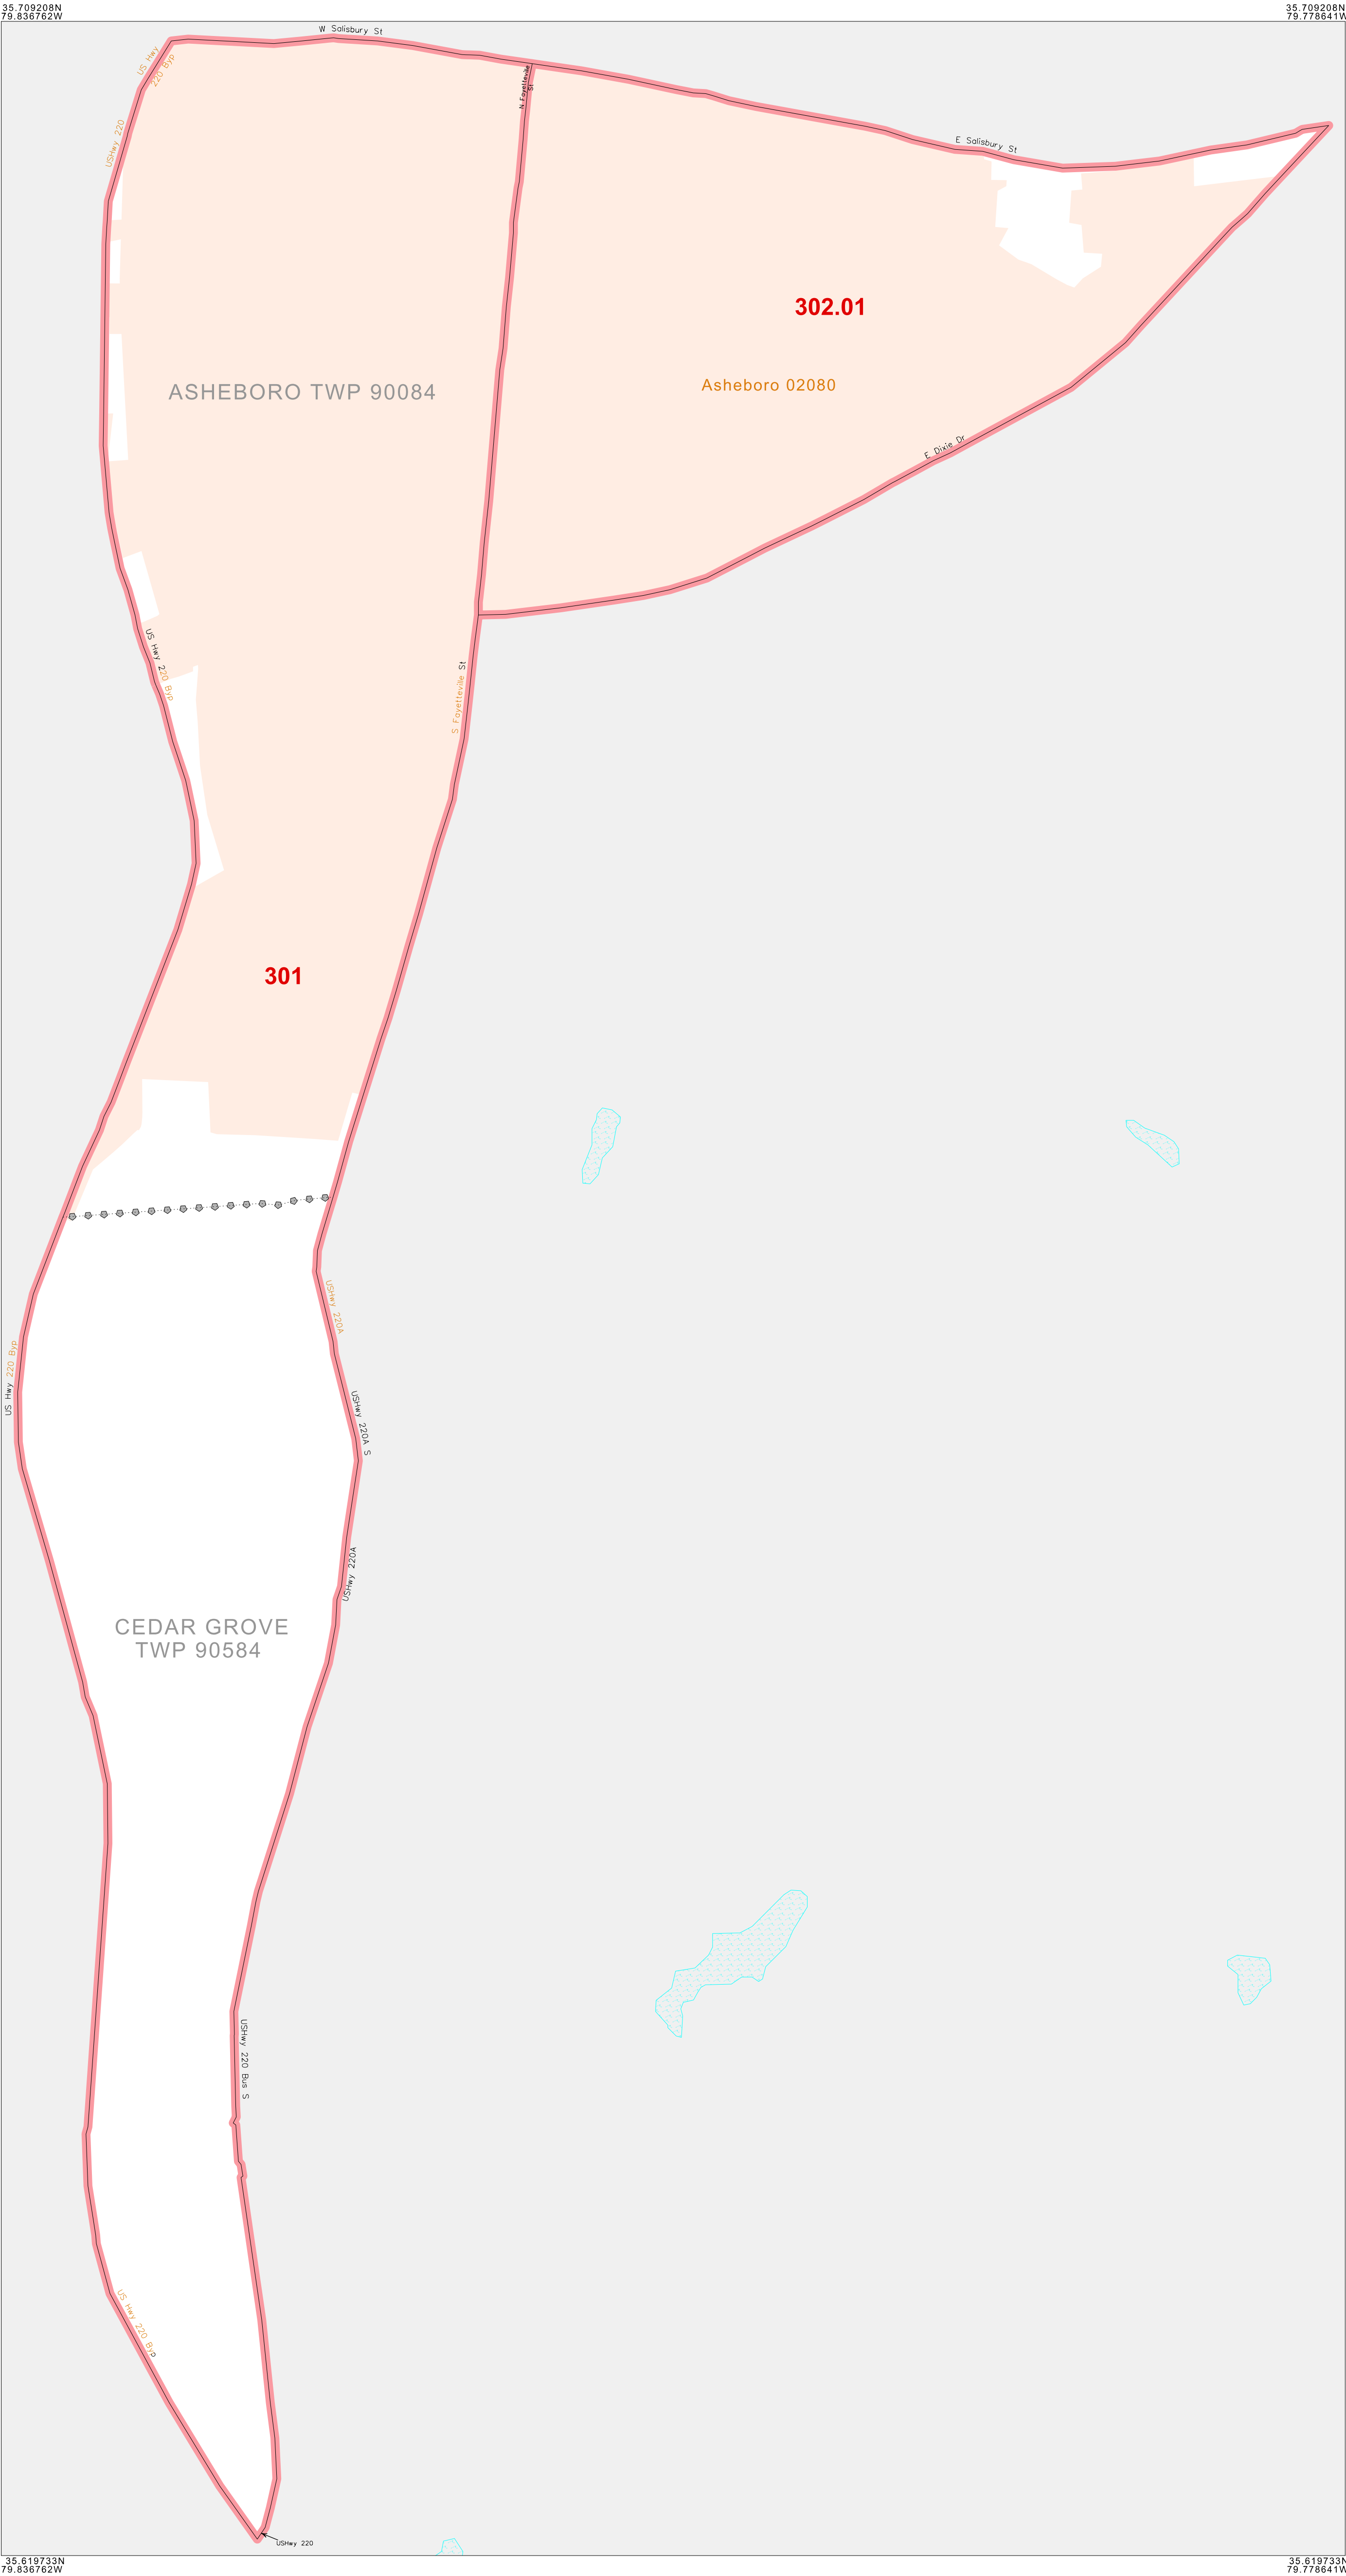 35.709208N
79.836762W
35.709208N
79.778641W
W Salisbury St
US Hwy
220 Byp
N Fayetteville
St
USHwy 220
E Salisbury St
302.01
ASHEBORO TWP 90084
Asheboro 02080
E Dixie Dr
US Hwy 220 Byp
S Fayetteville St
301
USHwy 220A
US Hwy 220 Byp
USHwy 220A S
USHwy 220A
CEDAR GROVE
TWP 90584
USHwy 220 Bus S
US Hwy 220 Byp
USHwy 220
35.619733N
79.836762W
35.619733N
79.778641W